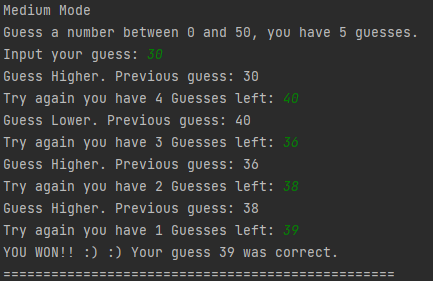 Medium Mode
Guess a number between 0 and 50, you have 5 guesses.
Input your guess: 30
Guess Higher. Previous guess: 30
Try again you have 4 Guesses left: 40
Guess Lower. Previous guess: 40
Try again you have 3 Guesses left: 36
Guess Higher. Previous guess: 36
Try again you have 2 Guesses left: 38
Guess Higher. Previous guess: 38
Try again you have 1 Guesses left: 39
YOU WON!! :) :) Your guess 39 was correct.
=================================================